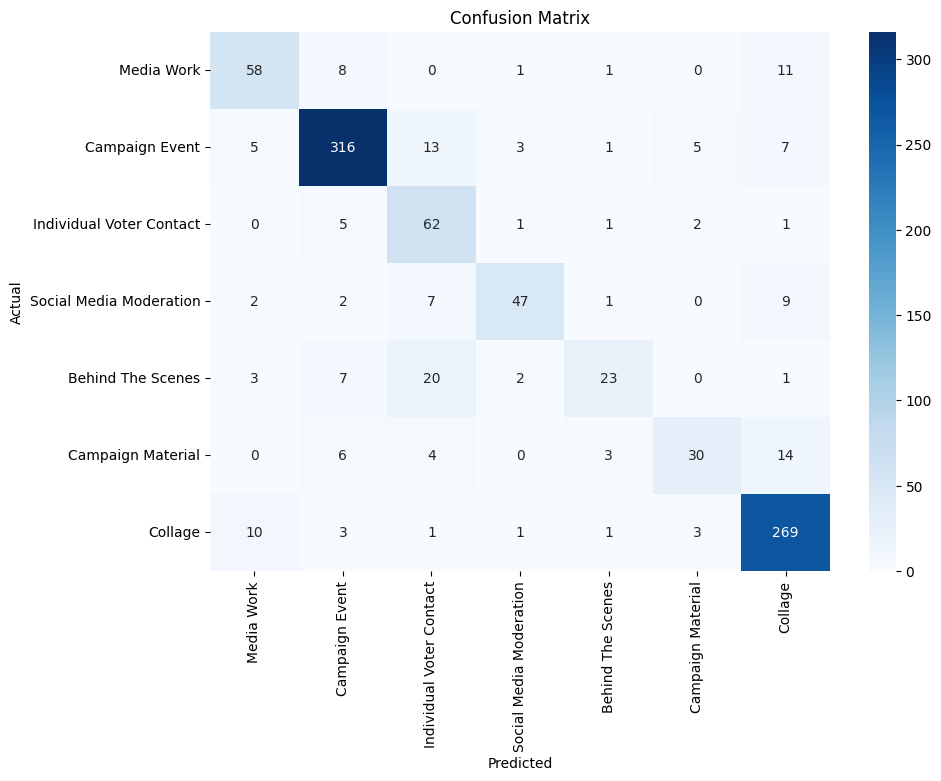 Confusion Matrix
Media Work 58 8 0 1 1 0 11
Campaign Event 5 316 13 3 1 5 7
Individual Voter Contact 0 5 62 1 1 2 1
Social Media Moderation 2 2 7 47 1 0 9
Behind The Scenes 3 7 20 2 23 0 1
Campaign Material 0 6 4 0 3 30 14
Collage 10 3 1 1 1 3 269
Actual
Media Work
Campaign Event
Individual Voter Contact
Social Media Moderation
Behind The Scenes
Campaign Material
Collage
Predicted
300
250
200
150
100
50
0